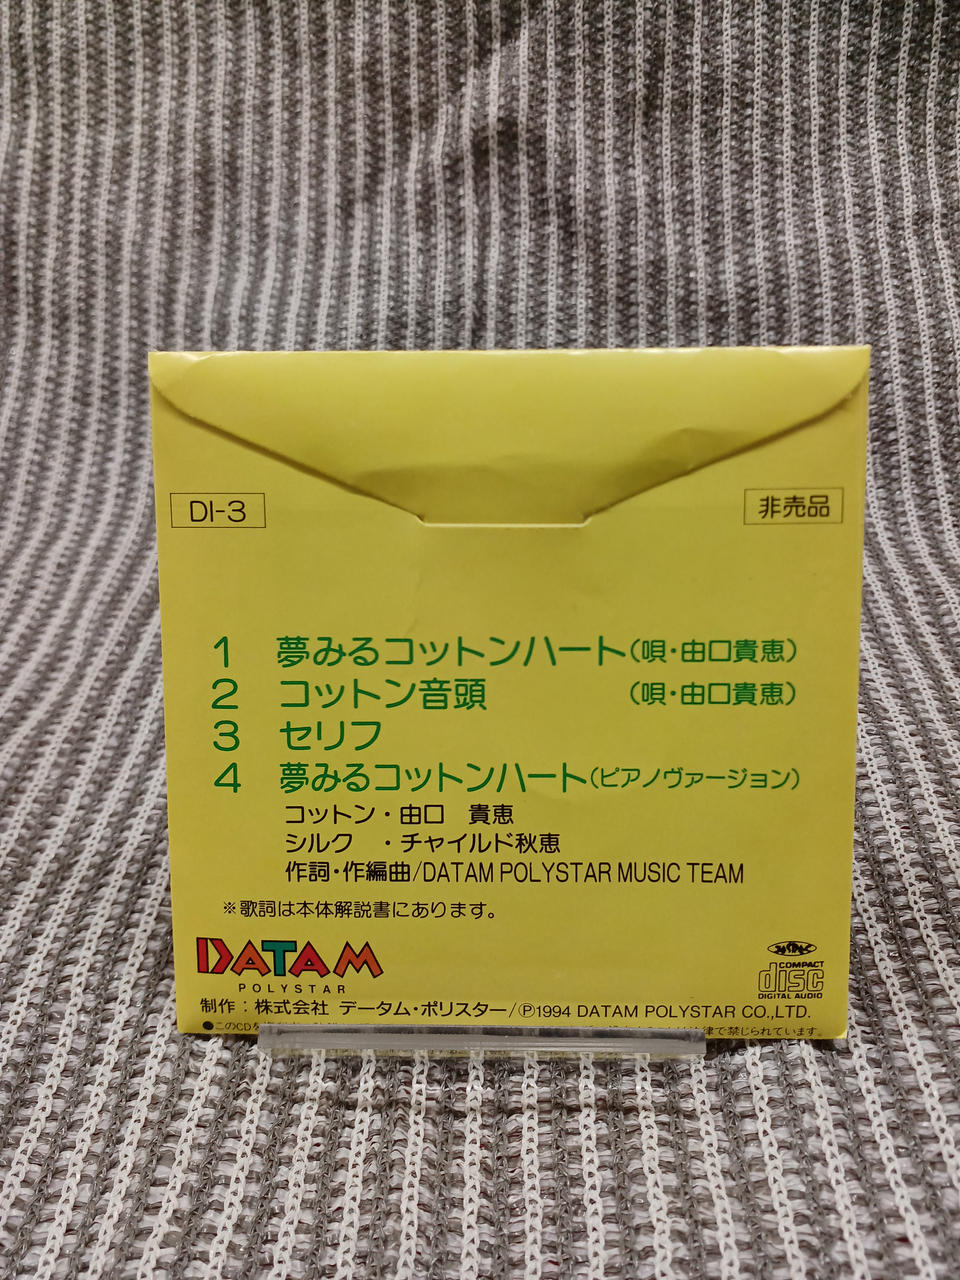 DI-3
非売品
1 夢みるコットンハート(唄・由口貴恵)
2 コットン音頭 (唄・由口貴恵)
3 セリフ
4 夢みるコットンハート(ピアノヴァージョン)
コットン・由口 貴恵
シルク ・チャイルド秋恵
作詞・作編曲/DATAM POLYSTAR MUSIC TEAM
※歌詞は本体解説書にあります。
DATAM
POLYSTAR
JASRAC
COMPACT
disc
DIGITAL AUDIO
制作：株式会社 データム・ポリスター/Ⓟ1994 DATAM POLYSTAR CO.,LTD.
●このCDを 律で禁じられています。